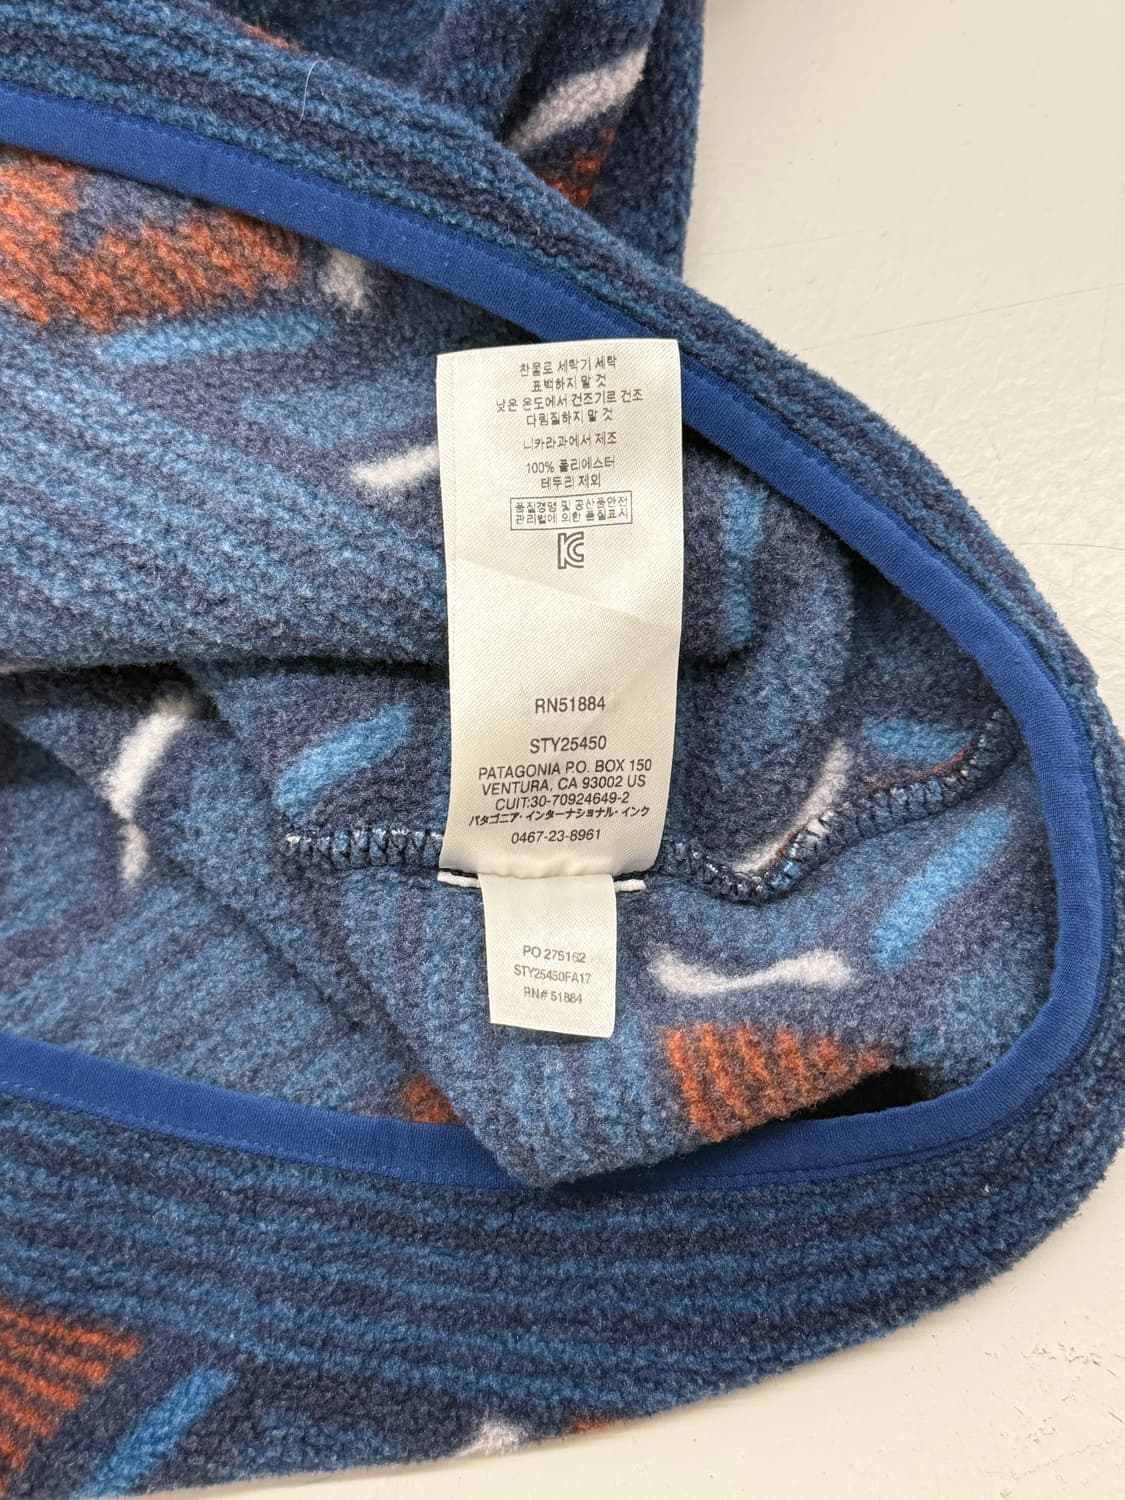 찬물로 세탁기 세탁
표백하지 말 것
낮은 온도에서 건조기로 건조
다림질하지 말 것
니카라과에서 제조
100% 폴리에스터
테두리 제외
품질경영 및 공산품안전
관리법에 의한 품질표시
RN51884
STY25450
PATAGONIA P.O. BOX 150
VENTURA, CA 93002 US
CUIT:30-70924649-2
パタゴニア・インターナショナル・インク
0467-23-8961
PO 275162
STY25450FA17
RN# 51884